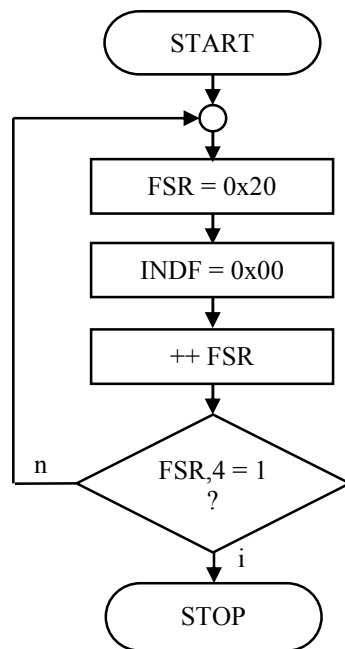 START
FSR = 0x20
INDF = 0x00
++ FSR
FSR,4 = 1
?
n
i
STOP